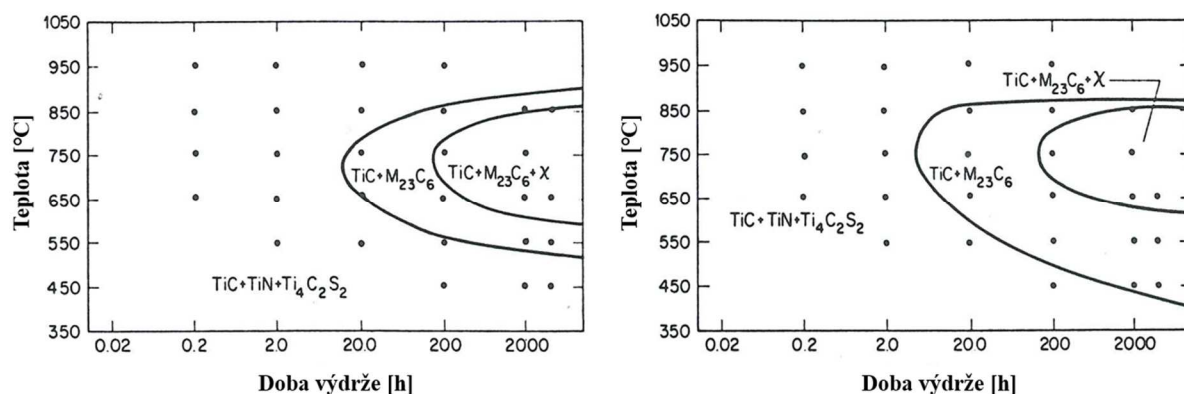 Teplota [°C]
1050
950
850
750
650
550
450
350
TiC+M₂₃C₆
TiC+M₂₃C₆+χ
TiC+TiN+Ti₄C₂S₂
0.02 0.2 2.0 20.0 200 2000
Doba výdrže [h]
Teplota [°C]
1050
950
850
750
650
550
450
350
TiC+M₂₃C₆+χ
TiC+M₂₃C₆
TiC+TiN+Ti₄C₂S₂
0.02 0.2 2.0 20.0 200 2000
Doba výdrže [h]